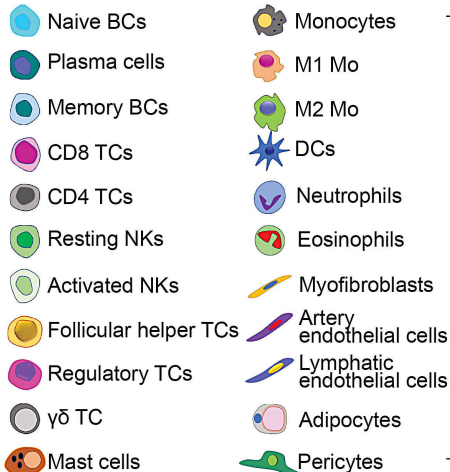 Naive BCs
Plasma cells
Memory BCs
CD8 TCs
CD4 TCs
Resting NKs
Activated NKs
Follicular helper TCs
Regulatory TCs
γδ TC
Mast cells
Monocytes
M1 Mo
M2 Mo
DCs
Neutrophils
Eosinophils
Myofibroblasts
Artery
endothelial cells
Lymphatic
endothelial cells
Adipocytes
Pericytes